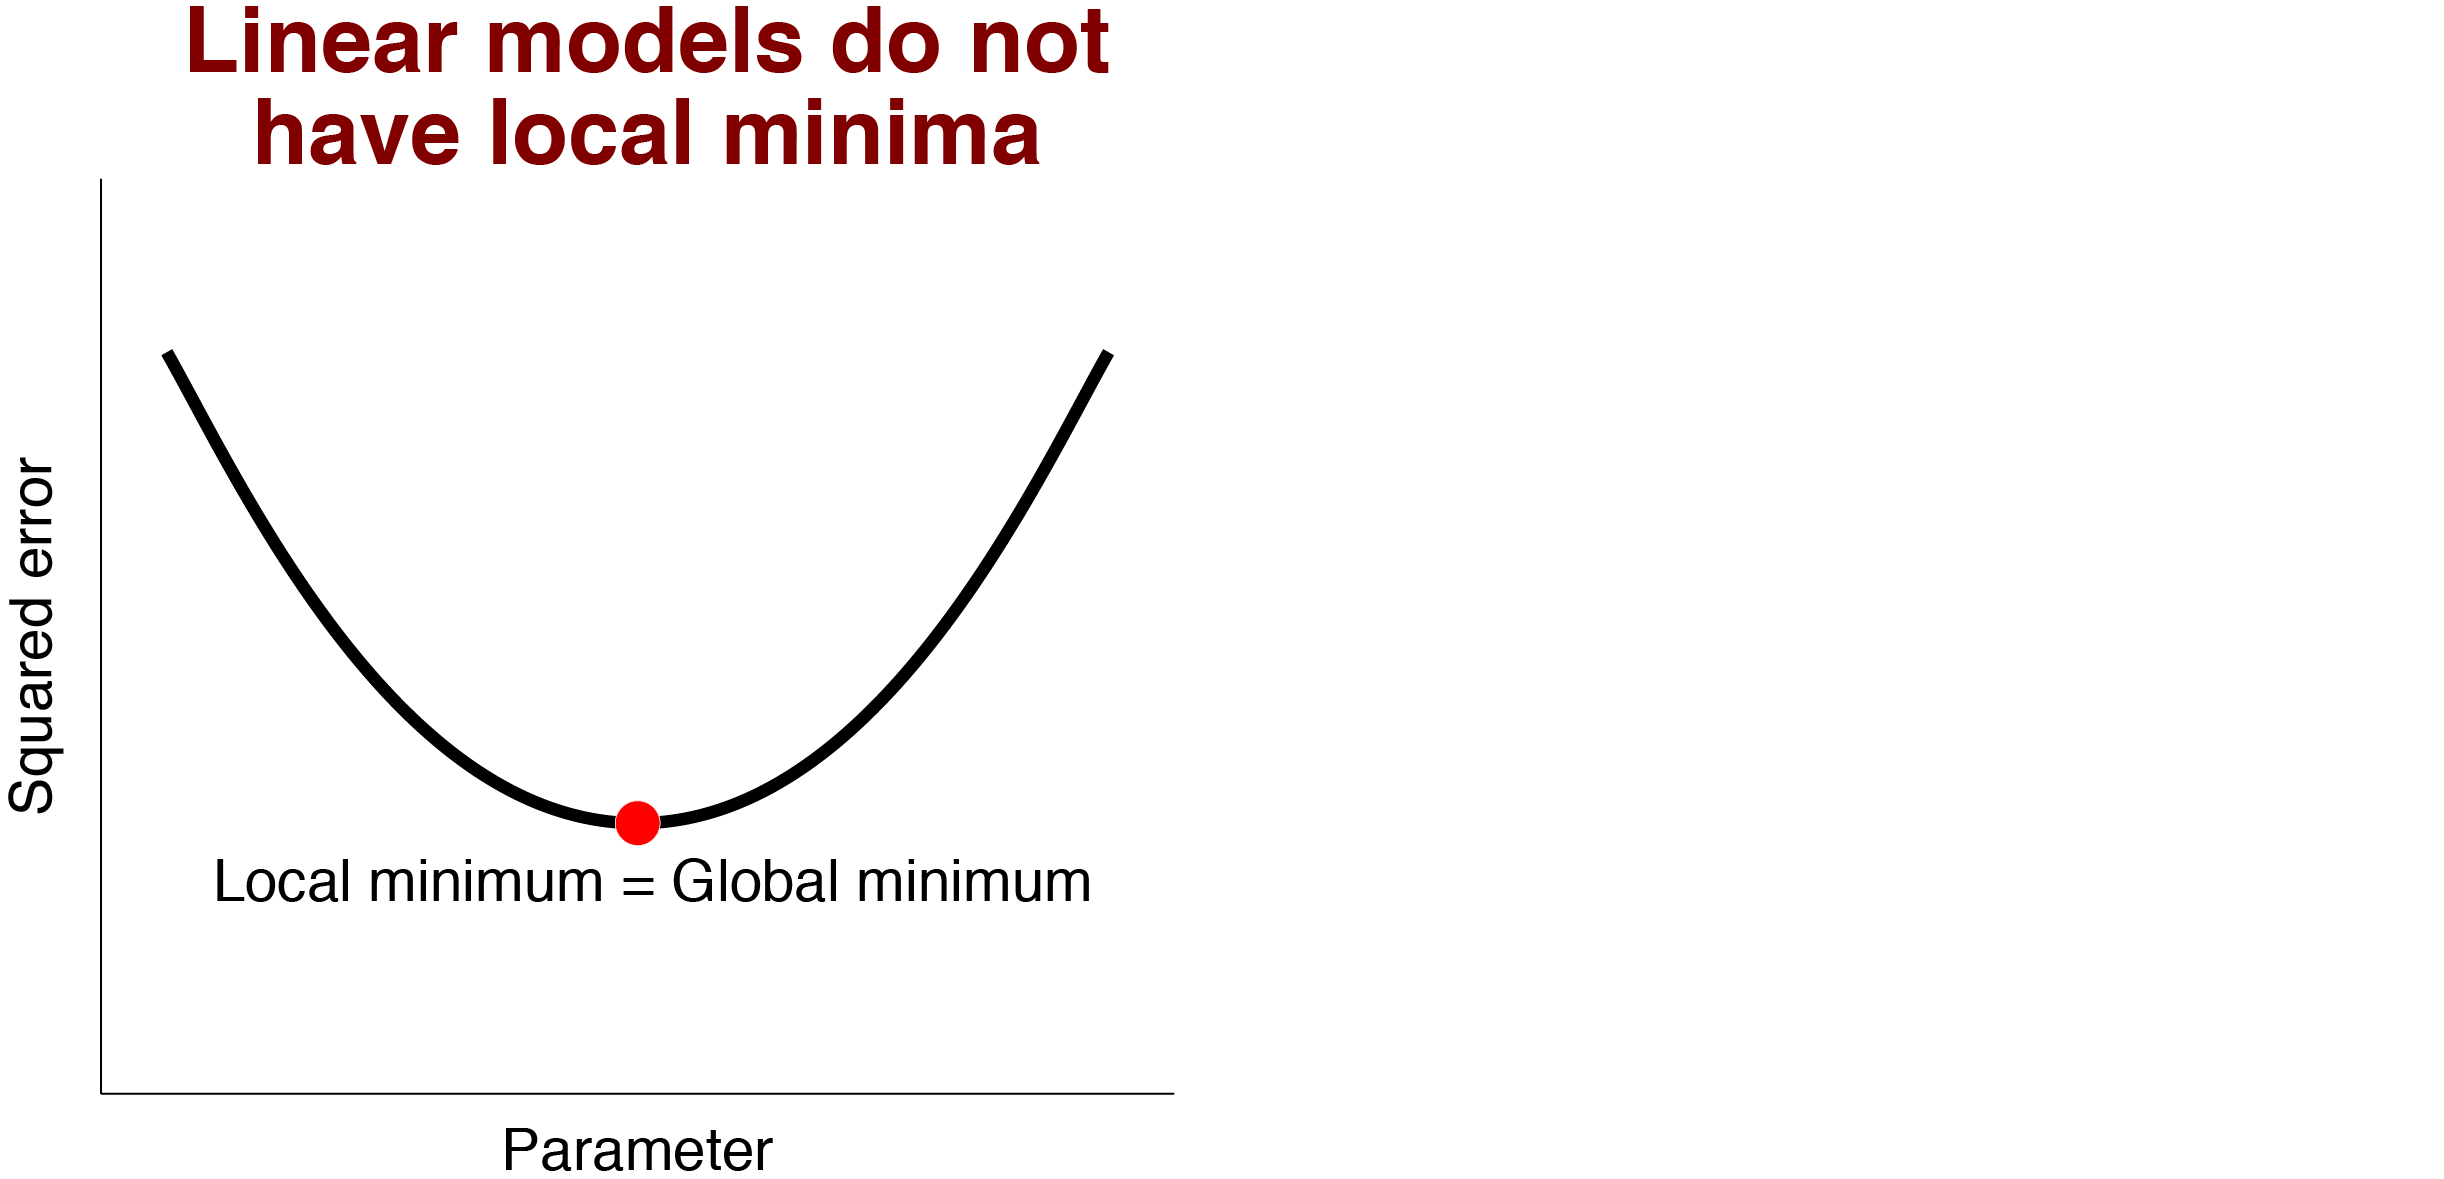 Linear models do not
have local minima
Squared error
Local minimum = Global minimum
Parameter